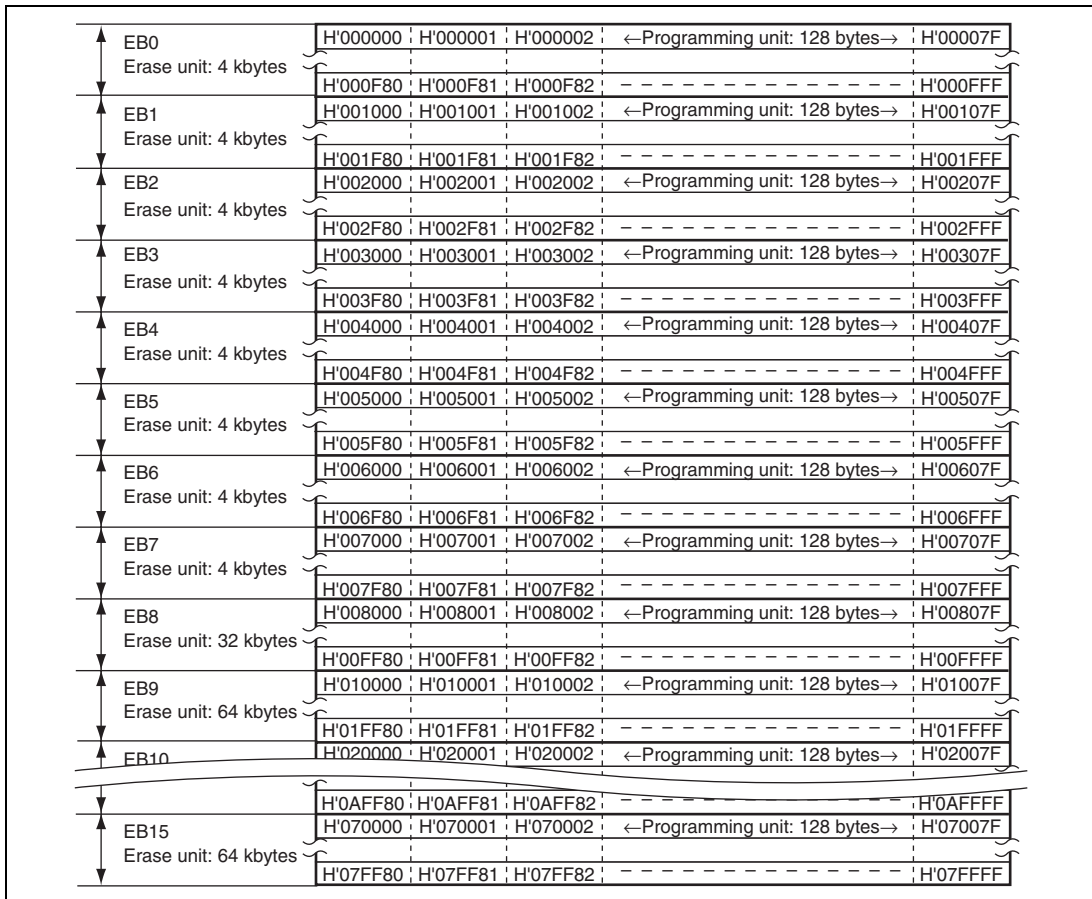 EB0 H'000000 H'000001 H'000002 ←Programming unit: 128 bytes→ H'00007F
Erase unit: 4 kbytes
H'000F80 H'000F81 H'000F82 H'000FFF
EB1 H'001000 H'001001 H'001002 ←Programming unit: 128 bytes→ H'00107F
Erase unit: 4 kbytes
H'001F80 H'001F81 H'001F82 H'001FFF
EB2 H'002000 H'002001 H'002002 ←Programming unit: 128 bytes→ H'00207F
Erase unit: 4 kbytes
H'002F80 H'002F81 H'002F82 H'002FFF
EB3 H'003000 H'003001 H'003002 ←Programming unit: 128 bytes→ H'00307F
Erase unit: 4 kbytes
H'003F80 H'003F81 H'003F82 H'003FFF
EB4 H'004000 H'004001 H'004002 ←Programming unit: 128 bytes→ H'00407F
Erase unit: 4 kbytes
H'004F80 H'004F81 H'004F82 H'004FFF
EB5 H'005000 H'005001 H'005002 ←Programming unit: 128 bytes→ H'00507F
Erase unit: 4 kbytes
H'005F80 H'005F81 H'005F82 H'005FFF
EB6 H'006000 H'006001 H'006002 ←Programming unit: 128 bytes→ H'00607F
Erase unit: 4 kbytes
H'006F80 H'006F81 H'006F82 H'006FFF
EB7 H'007000 H'007001 H'007002 ←Programming unit: 128 bytes→ H'00707F
Erase unit: 4 kbytes
H'007F80 H'007F81 H'007F82 H'007FFF
EB8 H'008000 H'008001 H'008002 ←Programming unit: 128 bytes→ H'00807F
Erase unit: 32 kbytes
H'00FF80 H'00FF81 H'00FF82 H'00FFFF
EB9 H'010000 H'010001 H'010002 ←Programming unit: 128 bytes→ H'01007F
Erase unit: 64 kbytes
H'01FF80 H'01FF81 H'01FF82 H'01FFFF
EB10 H'020000 H'020001 H'020002 ←Programming unit: 128 bytes→ H'02007F
H'0AFF80 H'0AFF81 H'0AFF82 H'0AFFFF
EB15 H'070000 H'070001 H'070002 ←Programming unit: 128 bytes→ H'07007F
Erase unit: 64 kbytes
H'07FF80 H'07FF81 H'07FF82 H'07FFFF